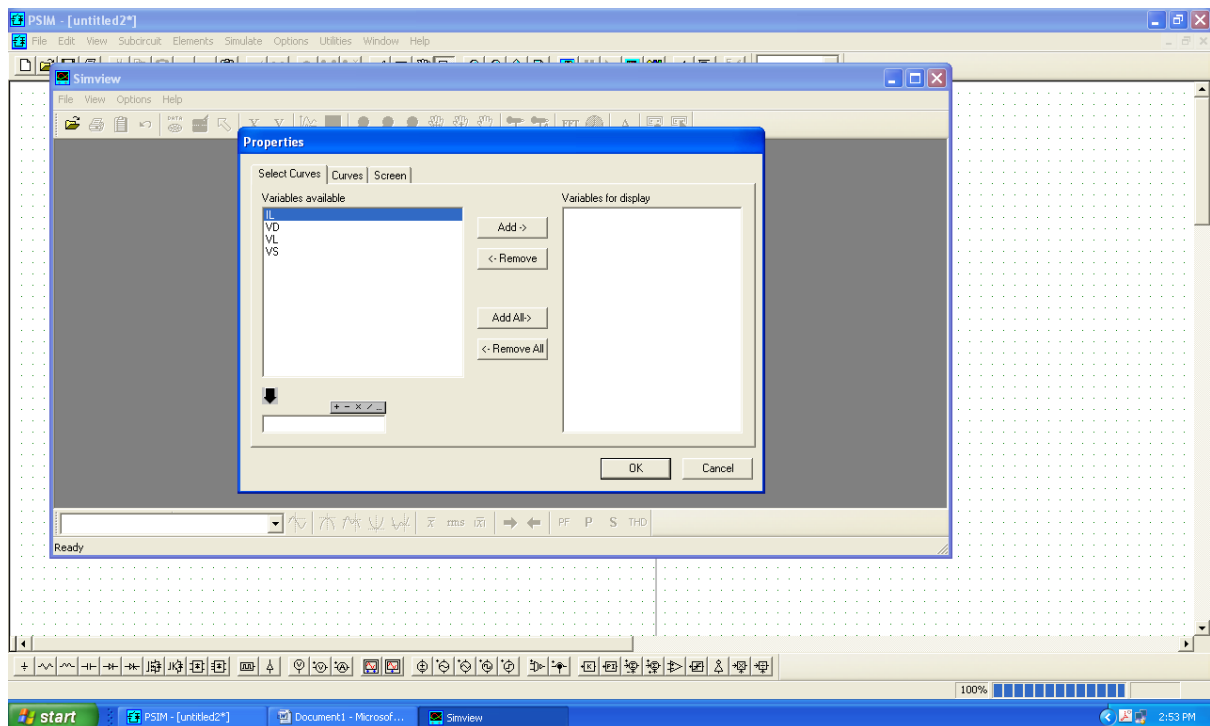 PSIM - [untitled2*]
File Edit View Subcircuit Elements Simulate Options Utilities Window Help
Simview
File View Options Help
DATA
X Y
FFT
A
Properties
Select Curves Curves Screen
Variables available
Variables for display
IL
VD
VL
VS
Add ->
<- Remove
Add All->
<- Remove All
+ - × / _
OK Cancel
x rms |x| PF P S THD
Ready
100%
start PSIM - [untitled2*] Document1 - Microsof... Simview 2:53 PM